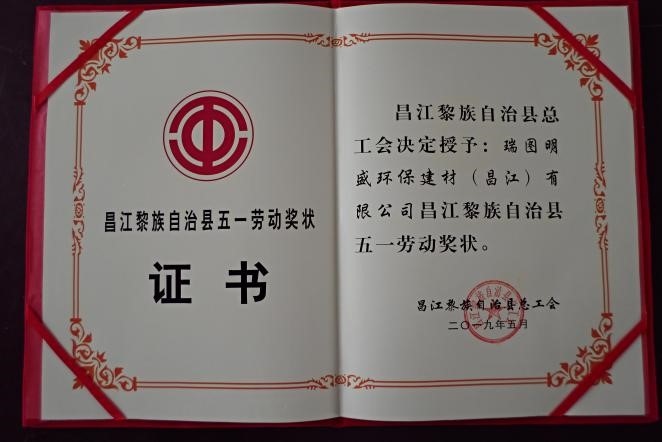 昌江黎族自治县五一劳动奖状
证书
昌江黎族自治县总
工会决定授予：瑞图明
盛环保建材（昌江）有
限公司昌江黎族自治县
五一劳动奖状。
昌江黎族自治县总工会
二〇一九年五月